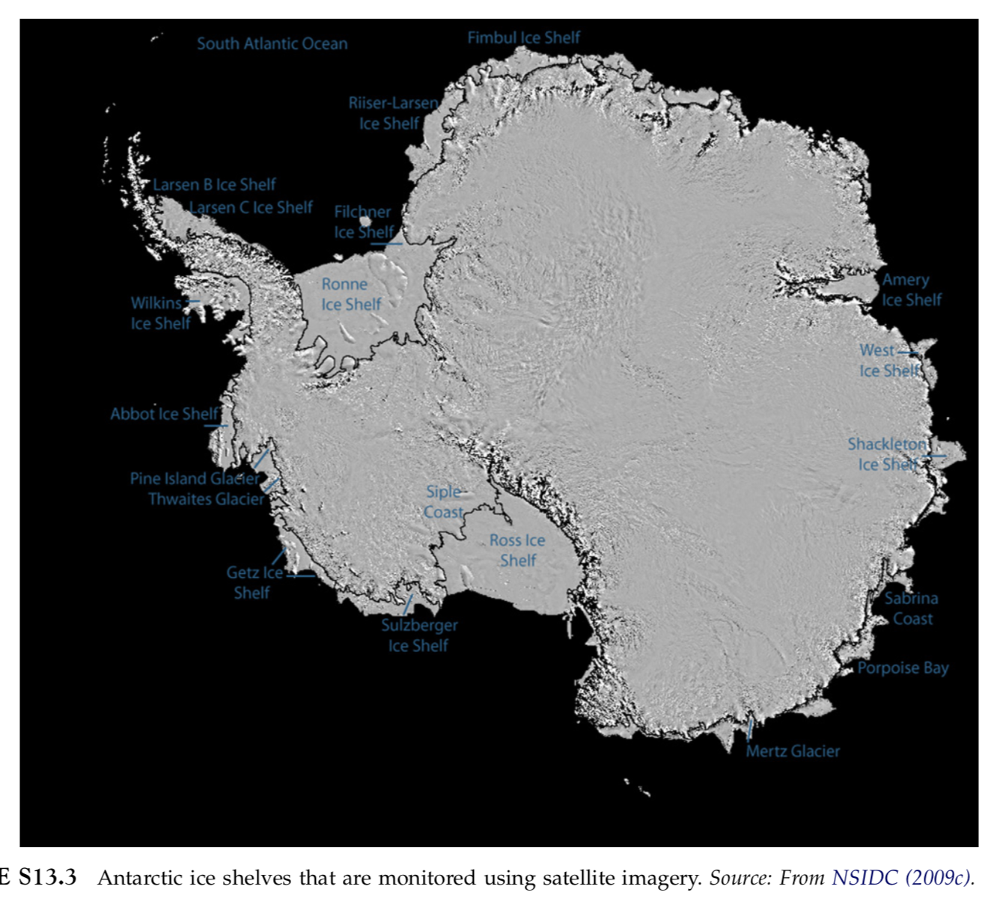 South Atlantic Ocean
Fimbul Ice Shelf
Riiser-Larsen
Ice Shelf
Larsen B Ice Shelf
Larsen C Ice Shelf
Filchner
Ice Shelf
Ronne
Ice Shelf
Amery
Ice Shelf
Wilkins
Ice Shelf
West
Ice Shelf
Abbot Ice Shelf
Shackleton
Ice Shelf
Pine Island Glacier
Thwaites Glacier
Siple
Coast
Ross Ice
Shelf
Getz Ice
Shelf
Sabrina
Coast
Sulzberger
Ice Shelf
Porpoise Bay
Mertz Glacier
E S13.3 Antarctic ice shelves that are monitored using satellite imagery. Source: From NSIDC (2009c).